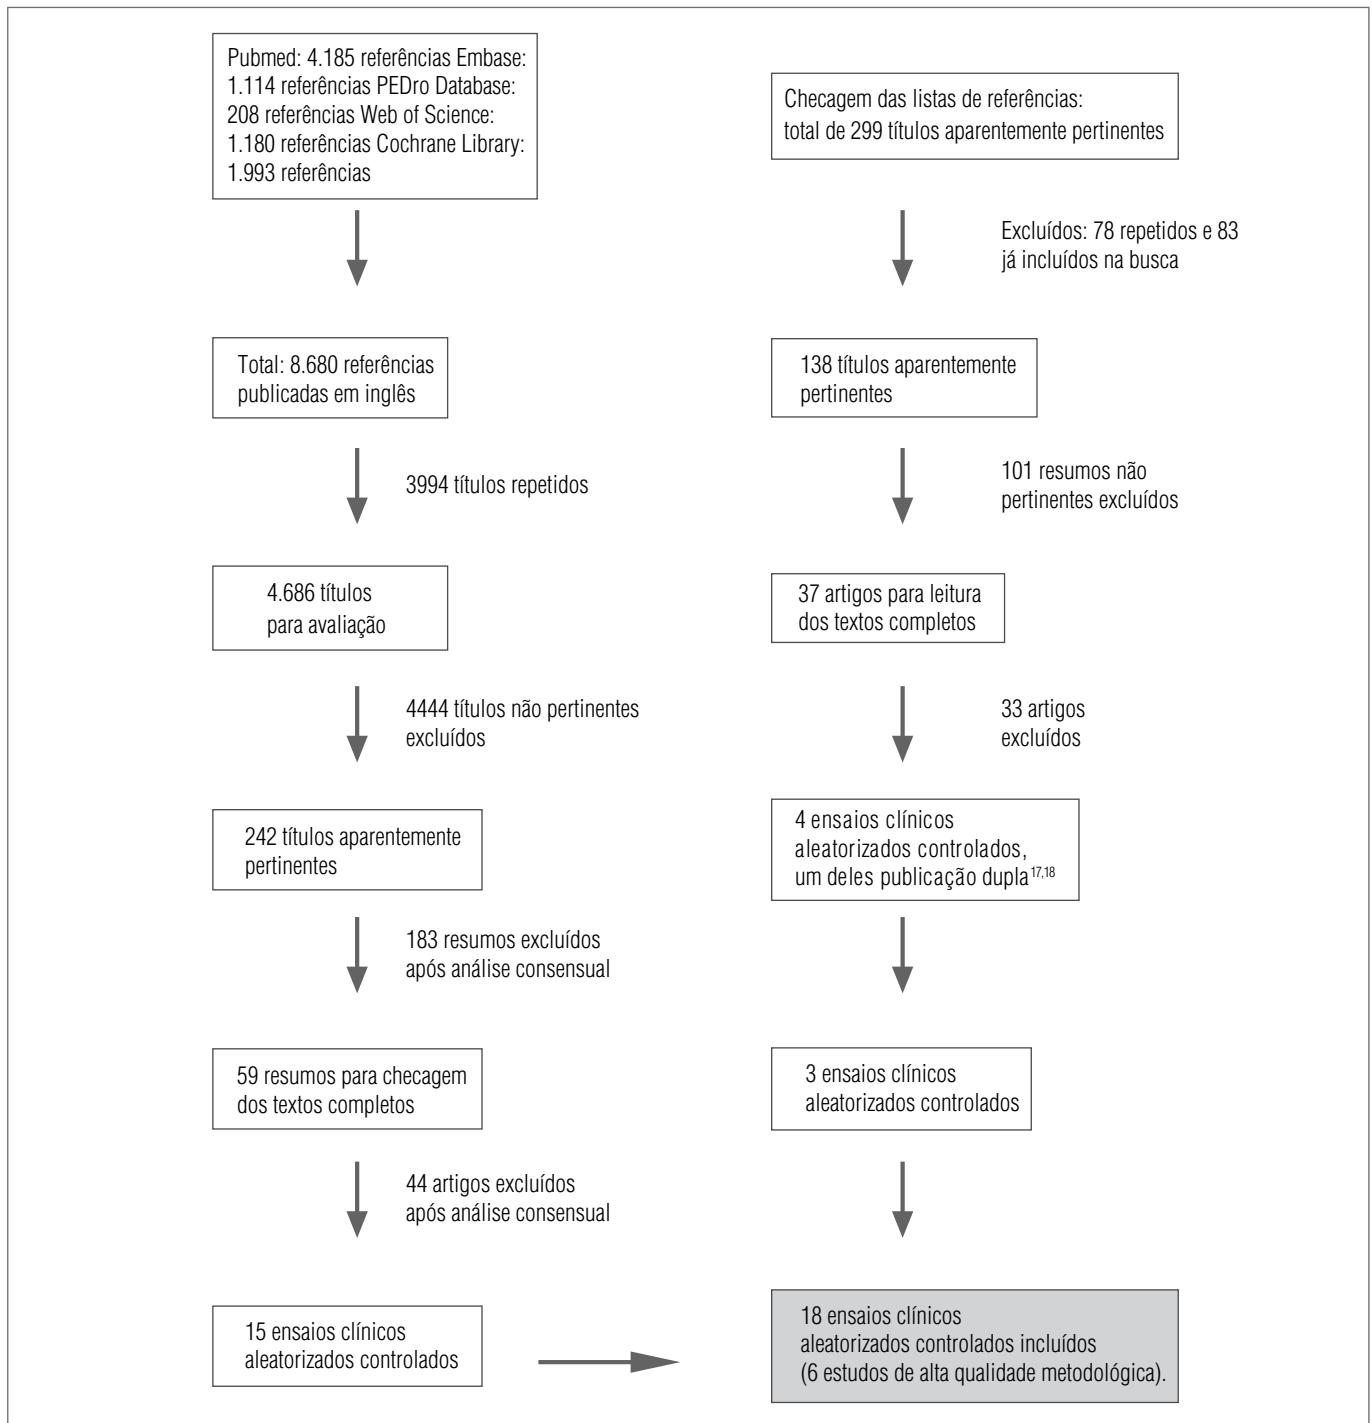 Pubmed: 4.185 referências Embase:
1.114 referências PEDro Database:
208 referências Web of Science:
1.180 referências Cochrane Library:
1.993 referências
Total: 8.680 referências
publicadas em inglês
3994 títulos repetidos
4.686 títulos
para avaliação
4444 títulos não pertinentes
excluídos
242 títulos aparentemente
pertinentes
183 resumos excluídos
após análise consensual
59 resumos para checagem
dos textos completos
44 artigos excluídos
após análise consensual
15 ensaios clínicos
aleatorizados controlados
Checagem das listas de referências:
total de 299 títulos aparentemente pertinentes
Excluídos: 78 repetidos e 83
já incluídos na busca
138 títulos aparentemente
pertinentes
101 resumos não
pertinentes excluídos
37 artigos para leitura
dos textos completos
33 artigos
excluídos
4 ensaios clínicos
aleatorizados controlados,
um deles publicação dupla17,18
3 ensaios clínicos
aleatorizados controlados
18 ensaios clínicos
aleatorizados controlados incluídos
(6 estudos de alta qualidade metodológica).